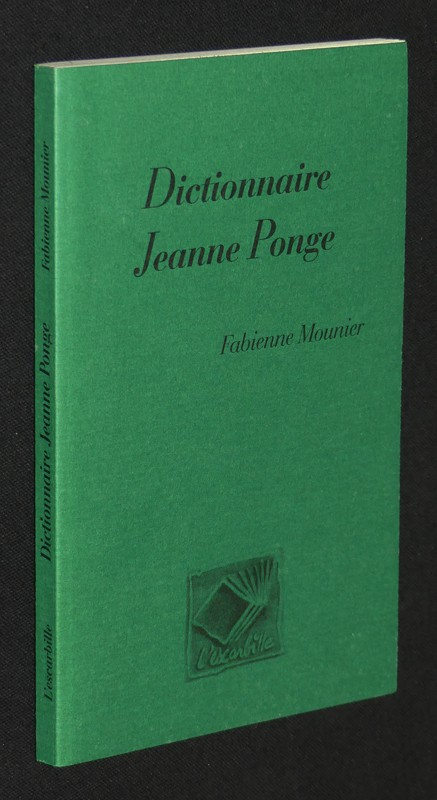 Dictionnaire
Jeanne Ponge
Fabienne Mounier
l'escarbille
L'escarbille
Dictionnaire Jeanne Ponge
Fabienne Mounier